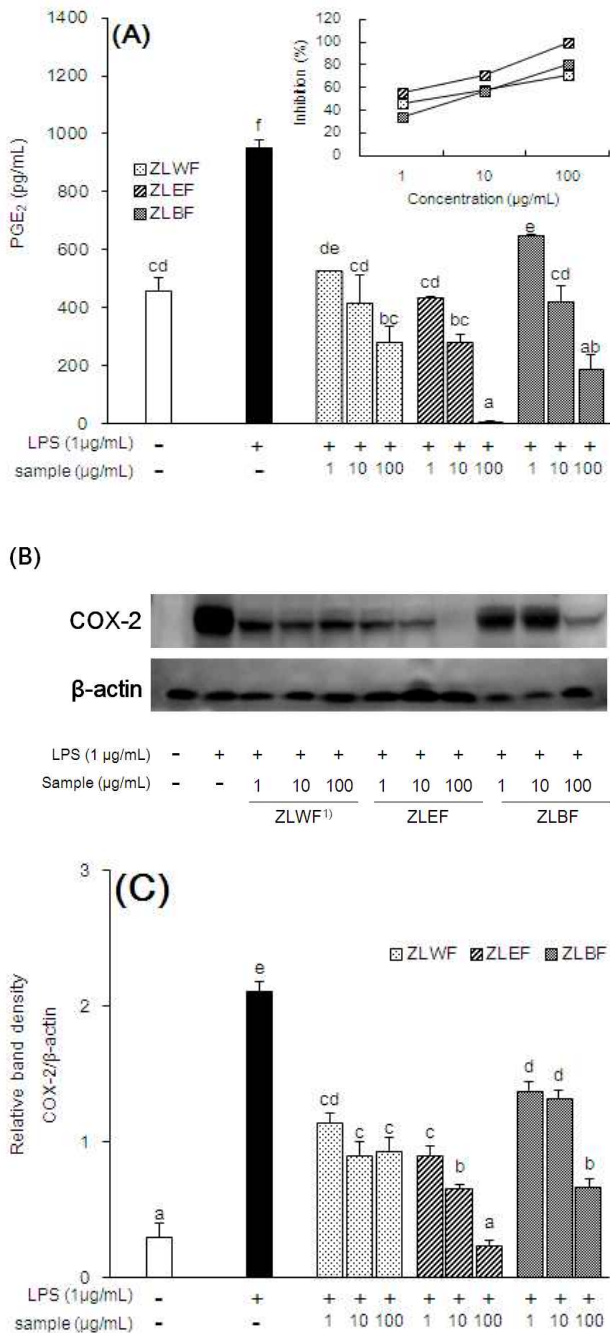 (A)
1400
1200
1000
800
600
400
200
0
PGE2 (pg/mL)
ZLWF
ZLEF
ZLBF
120
100
80
60
40
20
0
Inhibition (%)
1 10 100
Concentration (µg/mL)
cd f de cd bc cd bc a e cd ab
LPS (1µg/mL) - + + + + + + + + + +
sample (µg/mL) - - 1 10 100 1 10 100 1 10 100
(B)
COX-2
β-actin
LPS (1 µg/mL) - + + + + + + + + + +
Sample (µg/mL) - - 1 10 100 1 10 100 1 10 100
ZLWF1) ZLEF ZLBF
(C)
3
2
1
0
Relative band density
COX-2/β-actin
ZLWF ZLEF ZLBF
a e cd c c c b a d d b
LPS (1µg/mL) - + + + + + + + + + +
sample (µg/mL) - - 1 10 100 1 10 100 1 10 100